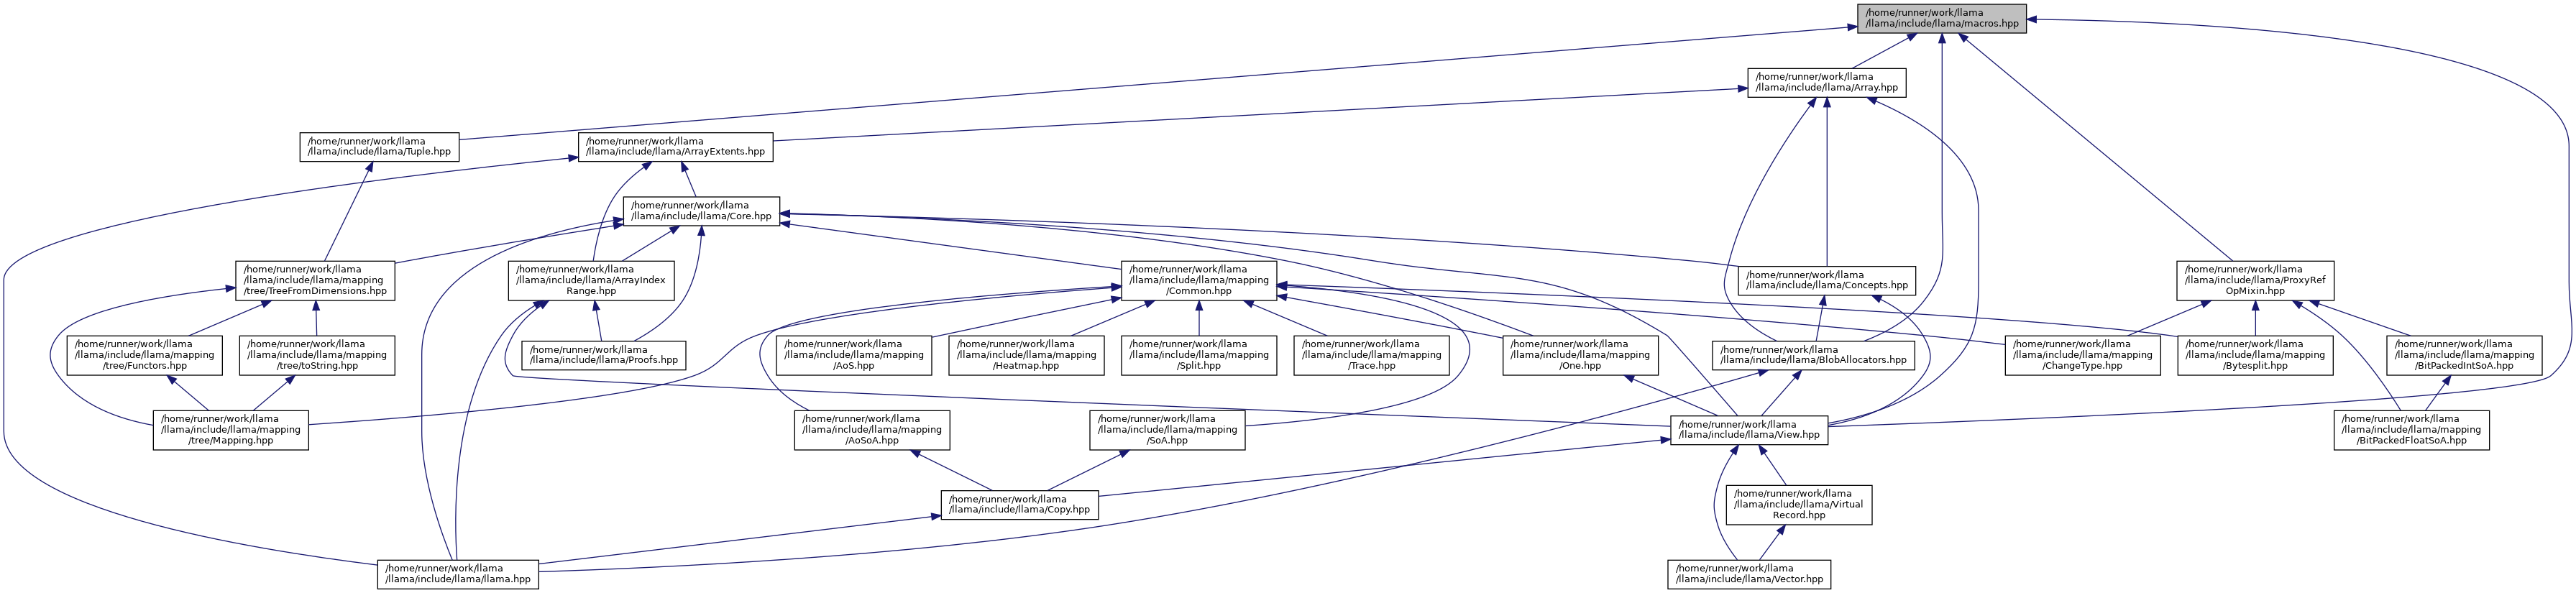 /home/runner/work/llama
/llama/include/llama/macros.hpp
/home/runner/work/llama
/llama/include/llama/Array.hpp
/home/runner/work/llama
/llama/include/llama/Tuple.hpp
/home/runner/work/llama
/llama/include/llama/ArrayExtents.hpp
/home/runner/work/llama
/llama/include/llama/Core.hpp
/home/runner/work/llama
/llama/include/llama/mapping
/tree/TreeFromDimensions.hpp
/home/runner/work/llama
/llama/include/llama/ArrayIndex
Range.hpp
/home/runner/work/llama
/llama/include/llama/mapping
/Common.hpp
/home/runner/work/llama
/llama/include/llama/Concepts.hpp
/home/runner/work/llama
/llama/include/llama/ProxyRef
OpMixin.hpp
/home/runner/work/llama
/llama/include/llama/mapping
/tree/Functors.hpp
/home/runner/work/llama
/llama/include/llama/mapping
/tree/toString.hpp
/home/runner/work/llama
/llama/include/llama/Proofs.hpp
/home/runner/work/llama
/llama/include/llama/mapping
/AoS.hpp
/home/runner/work/llama
/llama/include/llama/mapping
/Heatmap.hpp
/home/runner/work/llama
/llama/include/llama/mapping
/Split.hpp
/home/runner/work/llama
/llama/include/llama/mapping
/Trace.hpp
/home/runner/work/llama
/llama/include/llama/mapping
/One.hpp
/home/runner/work/llama
/llama/include/llama/BlobAllocators.hpp
/home/runner/work/llama
/llama/include/llama/mapping
/ChangeType.hpp
/home/runner/work/llama
/llama/include/llama/mapping
/Bytesplit.hpp
/home/runner/work/llama
/llama/include/llama/mapping
/BitPackedIntSoA.hpp
/home/runner/work/llama
/llama/include/llama/mapping
/tree/Mapping.hpp
/home/runner/work/llama
/llama/include/llama/mapping
/AoSoA.hpp
/home/runner/work/llama
/llama/include/llama/mapping
/SoA.hpp
/home/runner/work/llama
/llama/include/llama/View.hpp
/home/runner/work/llama
/llama/include/llama/mapping
/BitPackedFloatSoA.hpp
/home/runner/work/llama
/llama/include/llama/Copy.hpp
/home/runner/work/llama
/llama/include/llama/Virtual
Record.hpp
/home/runner/work/llama
/llama/include/llama/llama.hpp
/home/runner/work/llama
/llama/include/llama/Vector.hpp